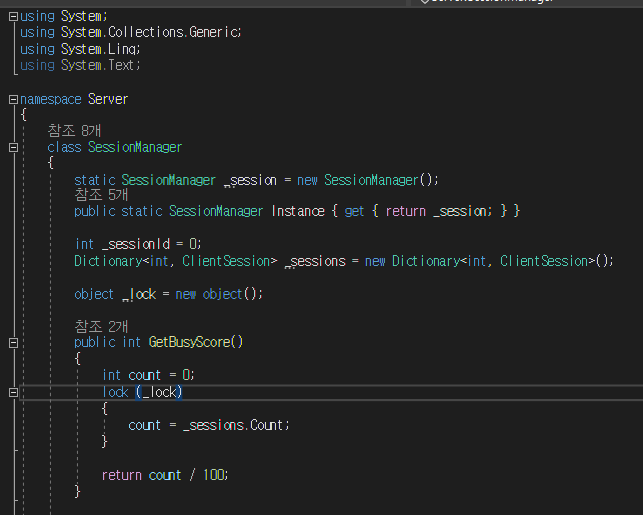 using System;
using System.Collections.Generic;
using System.Linq;
using System.Text;
namespace Server
{
참조 8개
class SessionManager
{
static SessionManager _session = new SessionManager();
참조 5개
public static SessionManager Instance { get { return _session; } }
int _sessionId = 0;
Dictionary<int, ClientSession> _sessions = new Dictionary<int, ClientSession>();
object _lock = new object();
참조 2개
public int GetBusyScore()
{
int count = 0;
lock (_lock)
{
count = _sessions.Count;
}
return count / 100;
}